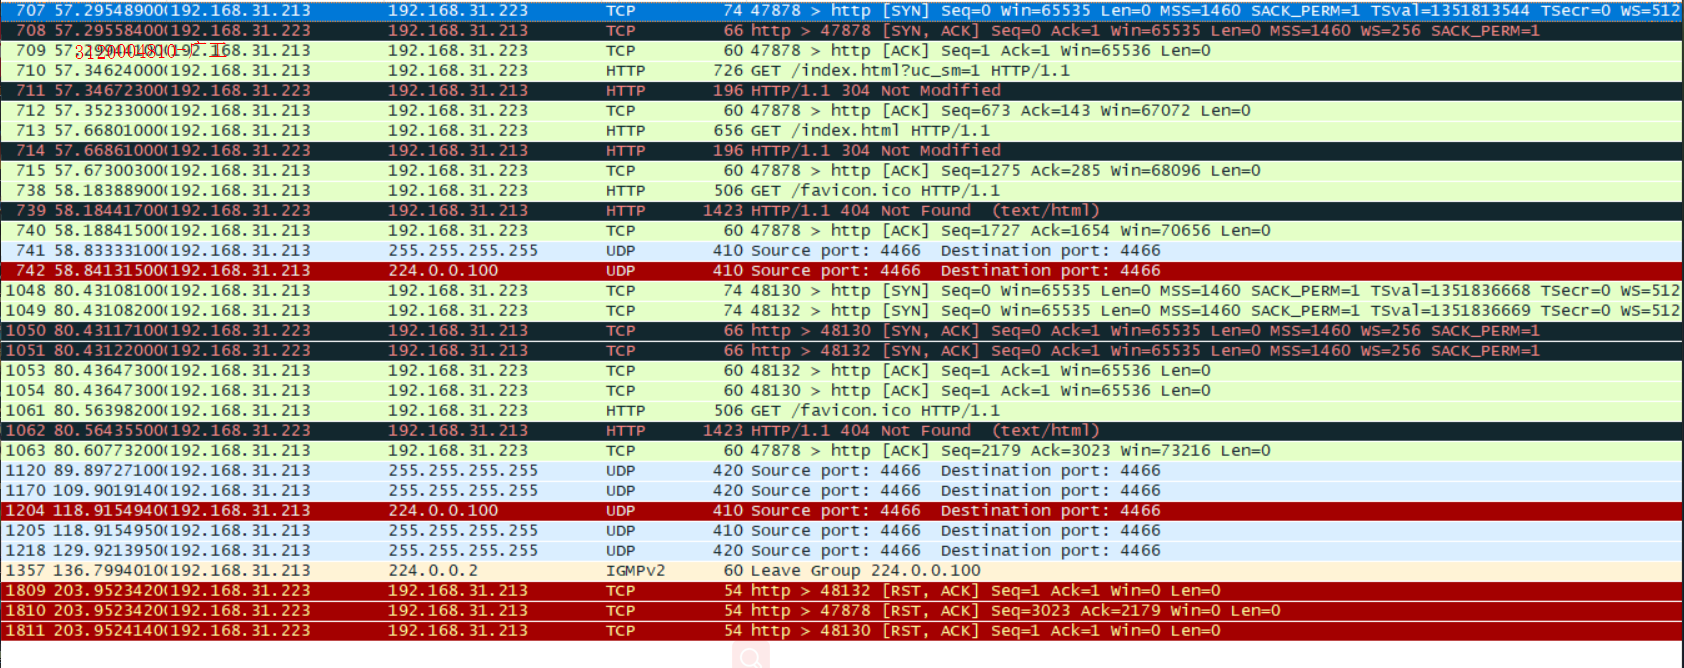 707 57.295489000 192.168.31.213 192.168.31.223 TCP 74 47878 > http [SYN] Seq=0 Win=65535 Len=0 MSS=1460 SACK_PERM=1 TSval=1351813544 TSecr=0 WS=512
708 57.295584000 192.168.31.223 192.168.31.213 TCP 66 http > 47878 [SYN, ACK] Seq=0 Ack=1 Win=65535 Len=0 MSS=1460 WS=256 SACK_PERM=1
709 192.168.31.223 TCP 60 47878 > http [ACK] Seq=1 Ack=1 Win=65536 Len=0
710 57.346240000 192.168.31.213 192.168.31.223 HTTP 726 GET /index.html?uc_sm=1 HTTP/1.1
711 57.346723000 192.168.31.223 192.168.31.213 HTTP 196 HTTP/1.1 304 Not Modified
712 57.352330000 192.168.31.213 192.168.31.223 TCP 60 47878 > http [ACK] Seq=673 Ack=143 Win=67072 Len=0
713 57.668010000 192.168.31.213 192.168.31.223 HTTP 656 GET /index.html HTTP/1.1
714 57.668610000 192.168.31.223 192.168.31.213 HTTP 196 HTTP/1.1 304 Not Modified
715 57.673003000 192.168.31.213 192.168.31.223 TCP 60 47878 > http [ACK] Seq=1275 Ack=285 Win=68096 Len=0
738 58.183889000 192.168.31.213 192.168.31.223 HTTP 506 GET /favicon.ico HTTP/1.1
739 58.184417000 192.168.31.223 192.168.31.213 HTTP 1423 HTTP/1.1 404 Not Found (text/html)
740 58.188415000 192.168.31.213 192.168.31.223 TCP 60 47878 > http [ACK] Seq=1727 Ack=1654 Win=70656 Len=0
741 58.833331000 192.168.31.213 255.255.255.255 UDP 410 Source port: 4466 Destination port: 4466
742 58.841315000 192.168.31.213 224.0.0.100 UDP 410 Source port: 4466 Destination port: 4466
1048 80.431081000 192.168.31.213 192.168.31.223 TCP 74 48130 > http [SYN] Seq=0 Win=65535 Len=0 MSS=1460 SACK_PERM=1 TSval=1351836668 TSecr=0 WS=512
1049 80.431082000 192.168.31.213 192.168.31.223 TCP 74 48132 > http [SYN] Seq=0 Win=65535 Len=0 MSS=1460 SACK_PERM=1 TSval=1351836669 TSecr=0 WS=512
1050 80.431171000 192.168.31.223 192.168.31.213 TCP 66 http > 48130 [SYN, ACK] Seq=0 Ack=1 Win=65535 Len=0 MSS=1460 WS=256 SACK_PERM=1
1051 80.431220000 192.168.31.223 192.168.31.213 TCP 66 http > 48132 [SYN, ACK] Seq=0 Ack=1 Win=65535 Len=0 MSS=1460 WS=256 SACK_PERM=1
1053 80.436473000 192.168.31.213 192.168.31.223 TCP 60 48132 > http [ACK] Seq=1 Ack=1 Win=65536 Len=0
1054 80.436473000 192.168.31.213 192.168.31.223 TCP 60 48130 > http [ACK] Seq=1 Ack=1 Win=65536 Len=0
1061 80.563982000 192.168.31.213 192.168.31.223 HTTP 506 GET /favicon.ico HTTP/1.1
1062 80.564355000 192.168.31.223 192.168.31.213 HTTP 1423 HTTP/1.1 404 Not Found (text/html)
1063 80.607732000 192.168.31.213 192.168.31.223 TCP 60 47878 > http [ACK] Seq=2179 Ack=3023 Win=73216 Len=0
1120 89.897271000 192.168.31.213 255.255.255.255 UDP 420 Source port: 4466 Destination port: 4466
1170 109.90191400 192.168.31.213 255.255.255.255 UDP 420 Source port: 4466 Destination port: 4466
1204 118.91549400 192.168.31.213 224.0.0.100 UDP 410 Source port: 4466 Destination port: 4466
1205 118.91549500 192.168.31.213 255.255.255.255 UDP 410 Source port: 4466 Destination port: 4466
1218 129.92139500 192.168.31.213 255.255.255.255 UDP 420 Source port: 4466 Destination port: 4466
1357 136.79940100 192.168.31.213 224.0.0.2 IGMPv2 60 Leave Group 224.0.0.100
1809 203.95234200 192.168.31.223 192.168.31.213 TCP 54 http > 48132 [RST, ACK] Seq=1 Ack=1 Win=0 Len=0
1810 203.95234200 192.168.31.223 192.168.31.213 TCP 54 http > 47878 [RST, ACK] Seq=3023 Ack=2179 Win=0 Len=0
1811 203.95241400 192.168.31.223 192.168.31.213 TCP 54 http > 48130 [RST, ACK] Seq=1 Ack=1 Win=0 Len=0